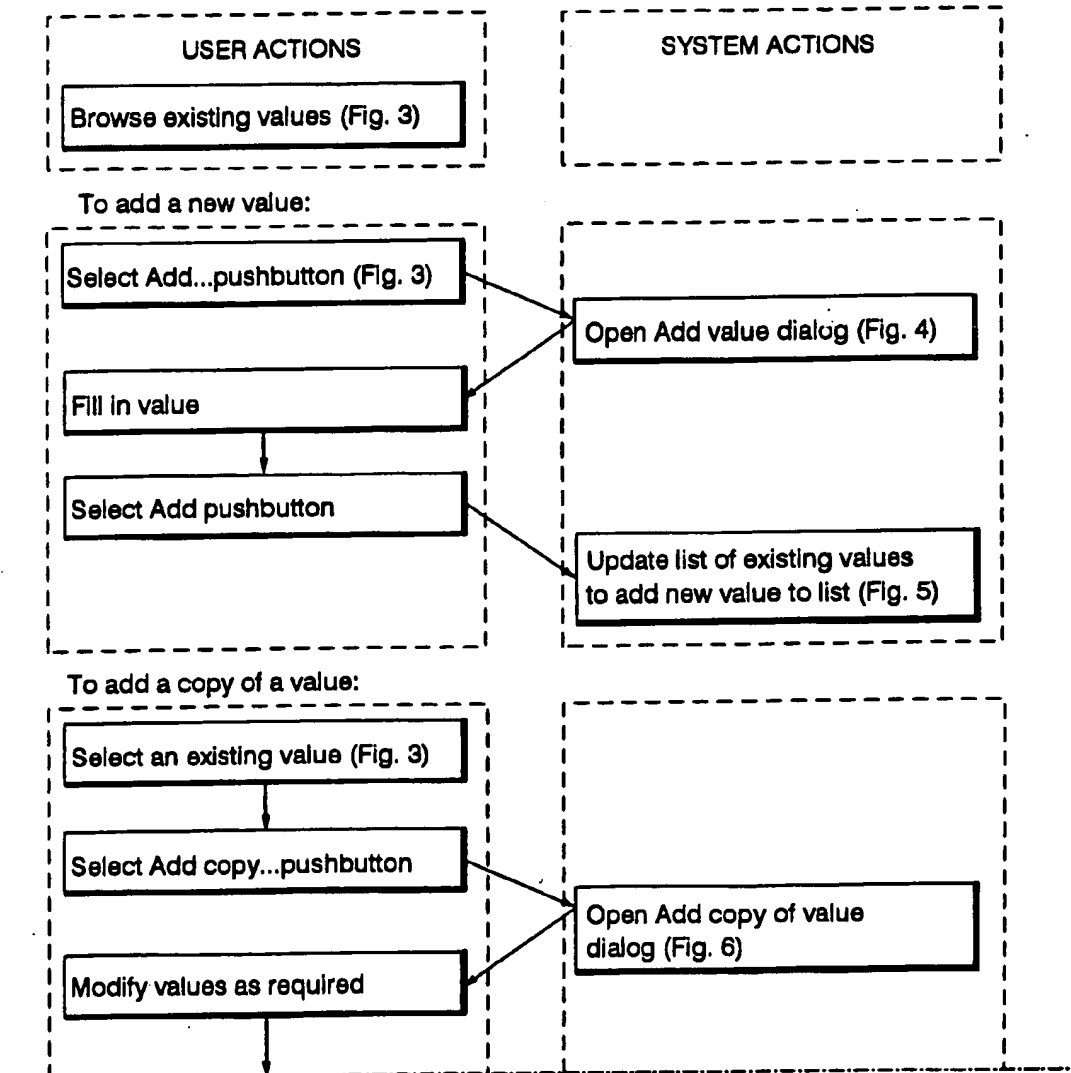 USER ACTIONS
SYSTEM ACTIONS
Browse existing values (Fig. 3)
To add a new value:
Select Add...pushbutton (Fig. 3)
Open Add value dialog (Fig. 4)
Fill in value
Select Add pushbutton
Update list of existing values
to add new value to list (Fig. 5)
To add a copy of a value:
Select an existing value (Fig. 3)
Select Add copy...pushbutton
Open Add copy of value
dialog (Fig. 6)
Modify values as required